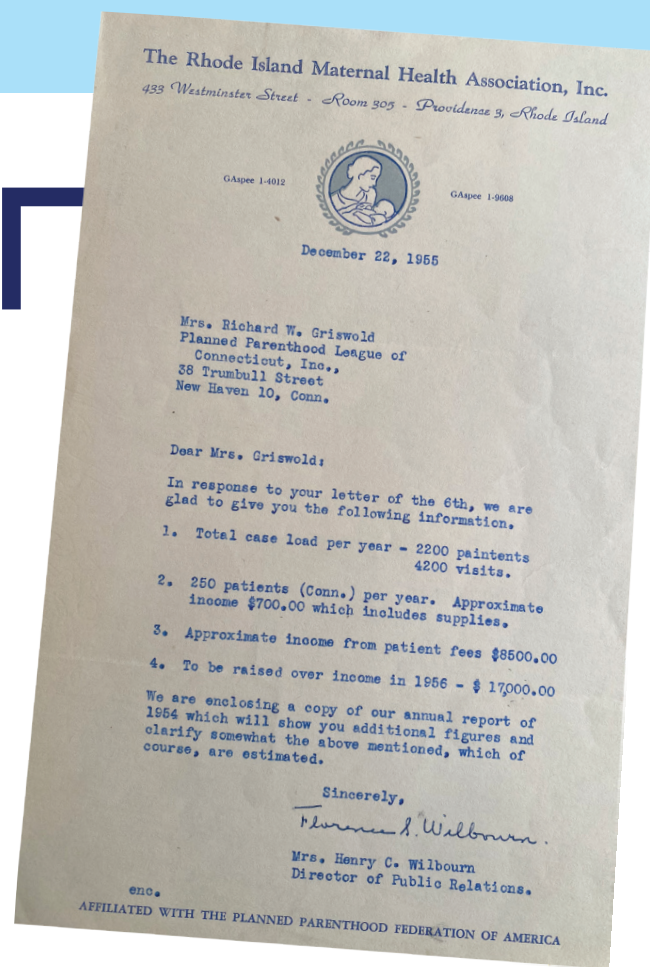 The Rhode Island Maternal Health Association, Inc.
433 Westminster Street - Room 305 - Providence 3, Rhode Island
GAspee 1-4012
GAspee 1-9608
December 22, 1955
Mrs. Richard W. Griswold
Planned Parenthood League of
Connecticut, Inc.,
38 Trumbull Street
New Haven 10, Conn.
Dear Mrs. Griswold:
In response to your letter of the 6th, we are
glad to give you the following information.
1. Total case load per year - 2200 paintents
4200 visits.
2. 250 patients (Conn.) per year. Approximate
income $700.00 which includes supplies.
3. Approximate income from patient fees $8500.00
4. To be raised over income in 1956 - $ 17,000.00
We are enclosing a copy of our annual report of
1954 which will show you additional figures and
clarify somewhat the above mentioned, which of
course, are estimated.
Sincerely,
Florence S. Wilbourn.
Mrs. Henry C. Wilbourn
Director of Public Relations.
enc.
AFFILIATED WITH THE PLANNED PARENTHOOD FEDERATION OF AMERICA